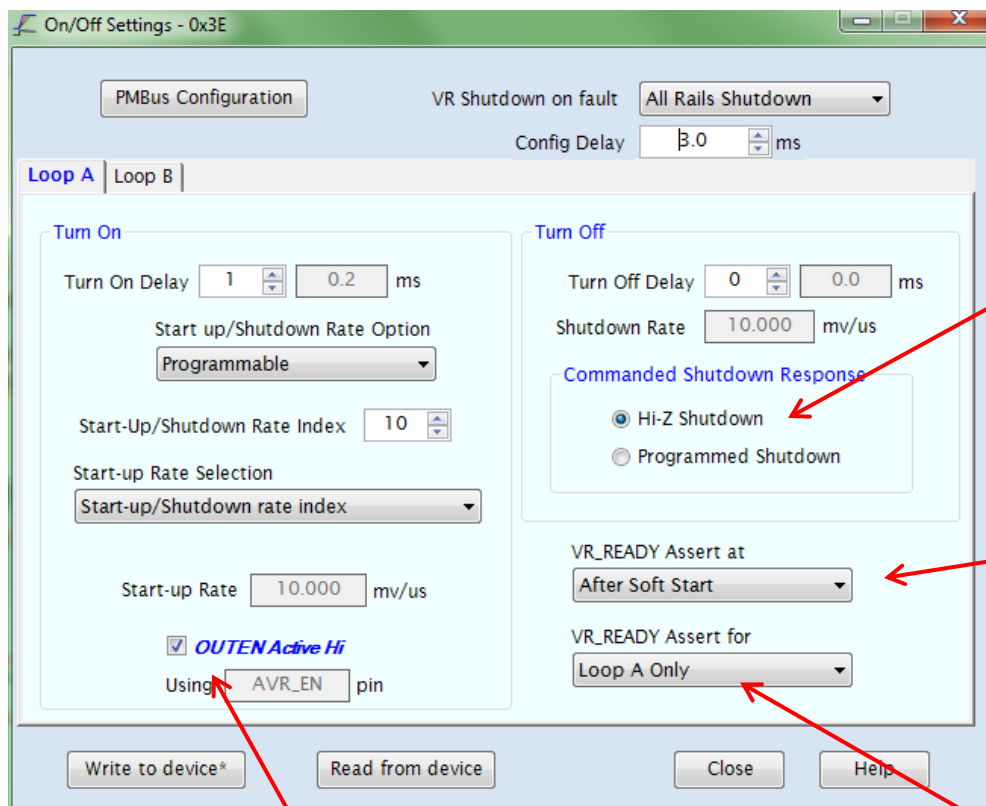 On/Off Settings - 0x3E
PMBus Configuration
VR Shutdown on fault All Rails Shutdown
Config Delay 3.0 ms
Loop A Loop B
Turn On
Turn On Delay 1 0.2 ms
Start up/Shutdown Rate Option
Programmable
Start-Up/Shutdown Rate Index 10
Start-up Rate Selection
Start-up/Shutdown rate index
Start-up Rate 10.000 mv/us
OUTEN Active Hi
Using AVR_EN pin
Turn Off
Turn Off Delay 0 0.0 ms
Shutdown Rate 10.000 mv/us
Commanded Shutdown Response
Hi-Z Shutdown
Programmed Shutdown
VR_READY Assert at
After Soft Start
VR_READY Assert for
Loop A Only
Write to device* Read from device Close Help